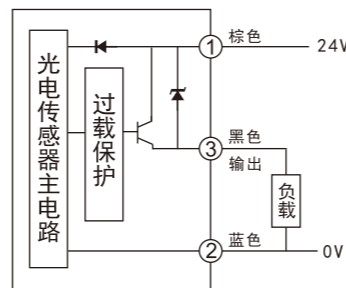 光电传感器主电路
过载保护
① 棕色
24V
③ 黑色
输出
负载
② 蓝色
0V